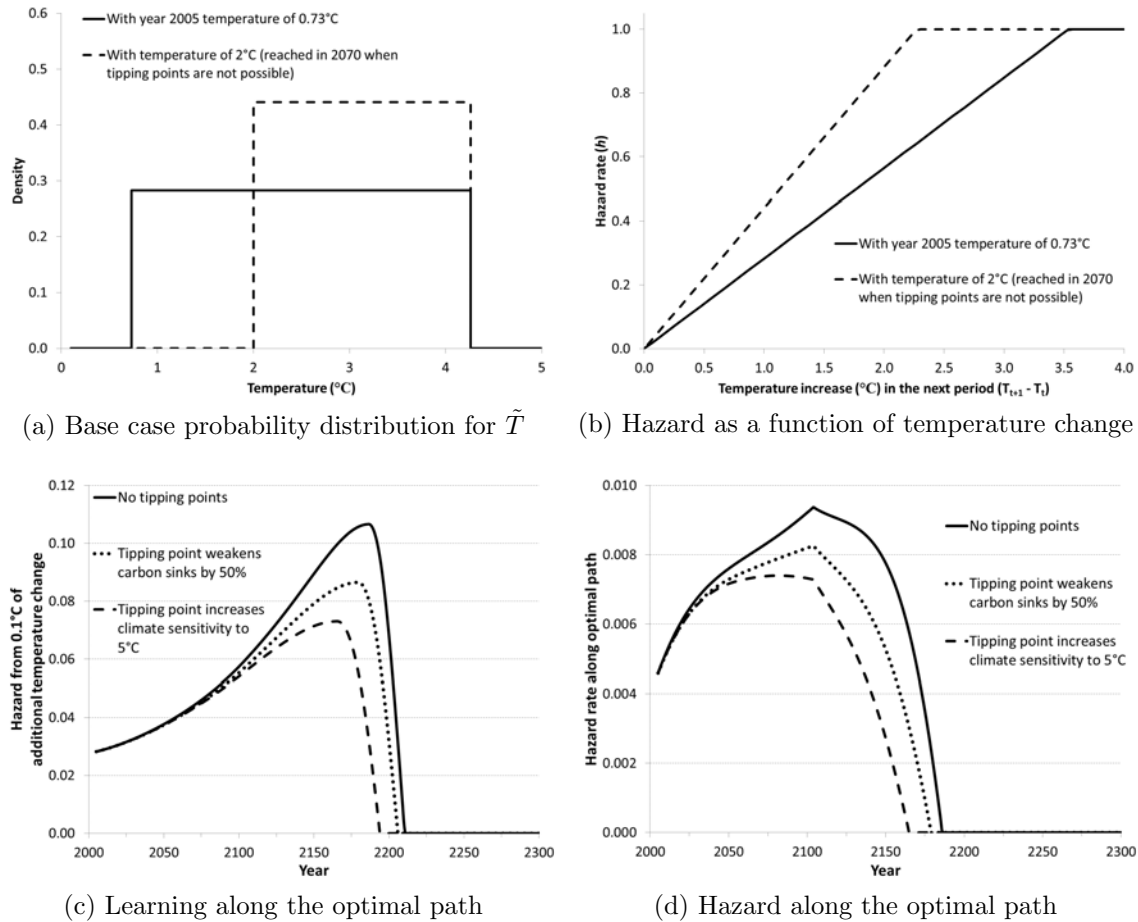 0.6
0.5
0.4
0.3
0.2
0.1
0.0
Density
With year 2005 temperature of 0.73°C
With temperature of 2°C (reached in 2070 when
tipping points are not possible)
1
2
3
4
5
Temperature (°C)
(a) Base case probability distribution for T̃
1.0
0.8
0.6
0.4
0.2
0.0
Hazard rate (h)
With year 2005 temperature of 0.73°C
With temperature of 2°C (reached in 2070
when tipping points are not possible)
0.0
0.5
1.0
1.5
2.0
2.5
3.0
3.5
4.0
Temperature increase (°C) in the next period (Tt+1 - Tt)
(b) Hazard as a function of temperature change
0.12
0.10
0.08
0.06
0.04
0.02
0.00
Hazard from 0.1°C of
additional temperature change
No tipping points
Tipping point weakens
carbon sinks by 50%
Tipping point increases
climate sensitivity to
5°C
2000
2050
2100
2150
2200
2250
2300
Year
(c) Learning along the optimal path
0.010
0.008
0.006
0.004
0.002
0.000
Hazard rate along optimal path
No tipping points
Tipping point weakens
carbon sinks by 50%
Tipping point increases
climate sensitivity to 5°C
2000
2050
2100
2150
2200
2250
2300
Year
(d) Hazard along the optimal path